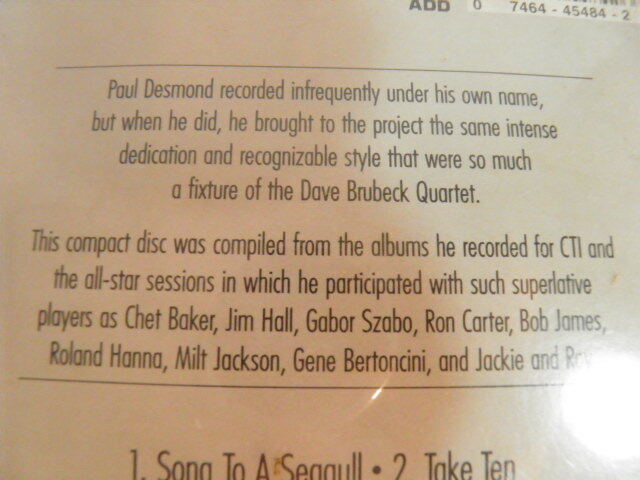 ADD 0 7464-45484-2
Paul Desmond recorded infrequently under his own name,
but when he did, he brought to the project the same intense
dedication and recognizable style that were so much
a fixture of the Dave Brubeck Quartet.
This compact disc was compiled from the albums he recorded for CTI and
the all-star sessions in which he participated with such superlative
players as Chet Baker, Jim Hall, Gabor Szabo, Ron Carter, Bob James,
Roland Hanna, Milt Jackson, Gene Bertoncini, and Jackie and
1. Song To A Seagull • 2. Take Ten